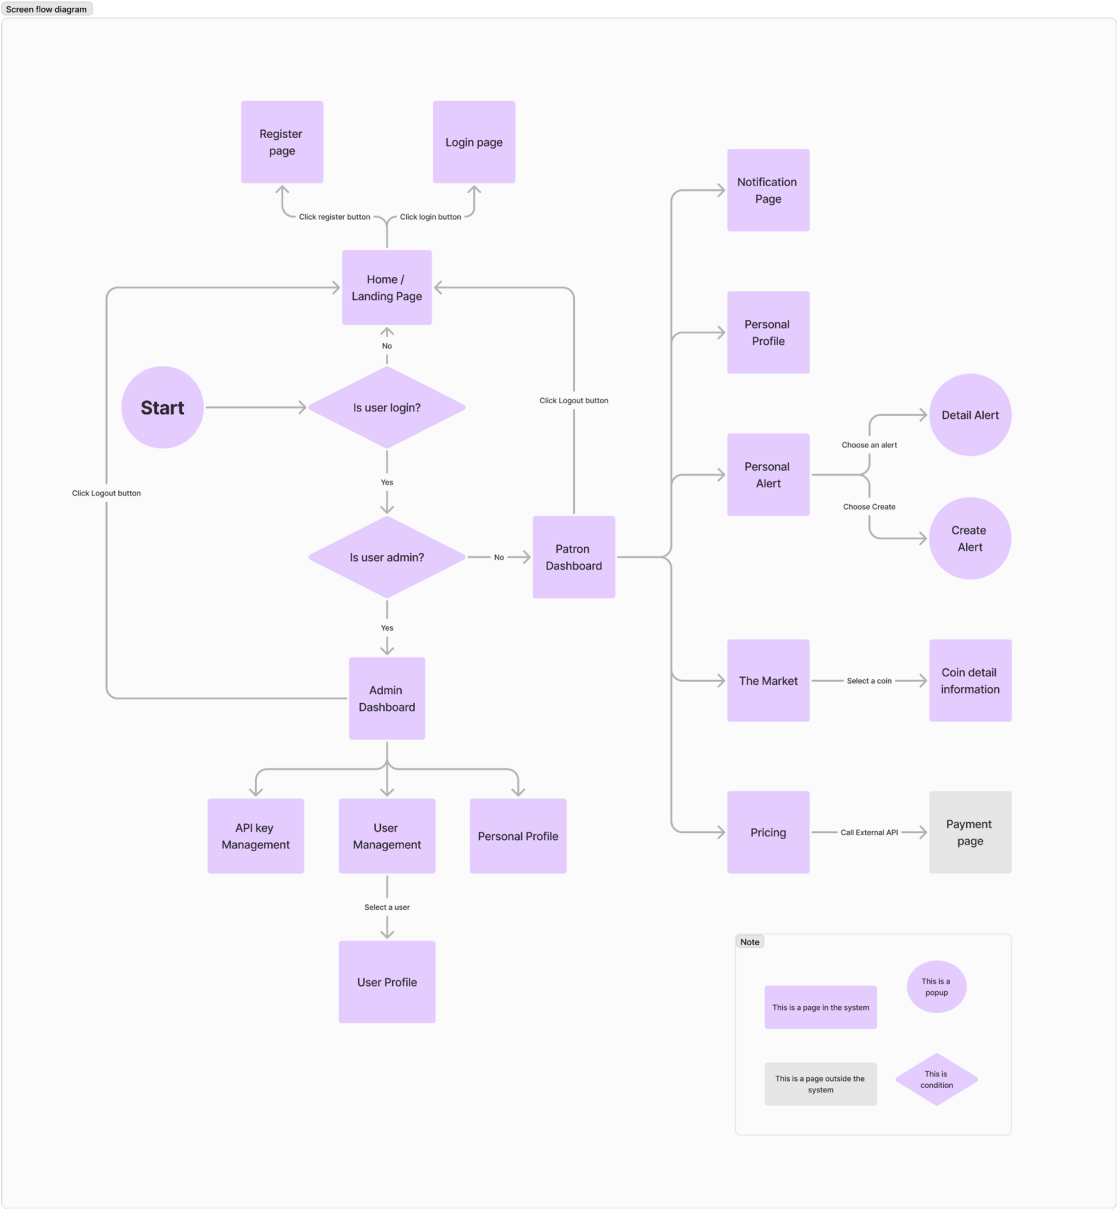 Screen flow diagram
Register
page
Login page
Notification
Page
Click register button
Click login button
Home /
Landing Page
Personal
Profile
No
Start
Is user login?
Click Logout button
Detail Alert
Choose an alert
Personal
Alert
Yes
Click Logout button
Choose Create
Create
Alert
Is user admin?
No
Patron
Dashboard
Yes
Admin
Dashboard
The Market
Select a coin
Coin detail
information
API key
Management
User
Management
Personal Profile
Pricing
Call External API
Payment
page
Select a user
User Profile
Note
This is a page in the system
This is a
popup
This is a page outside the
system
This is
condition